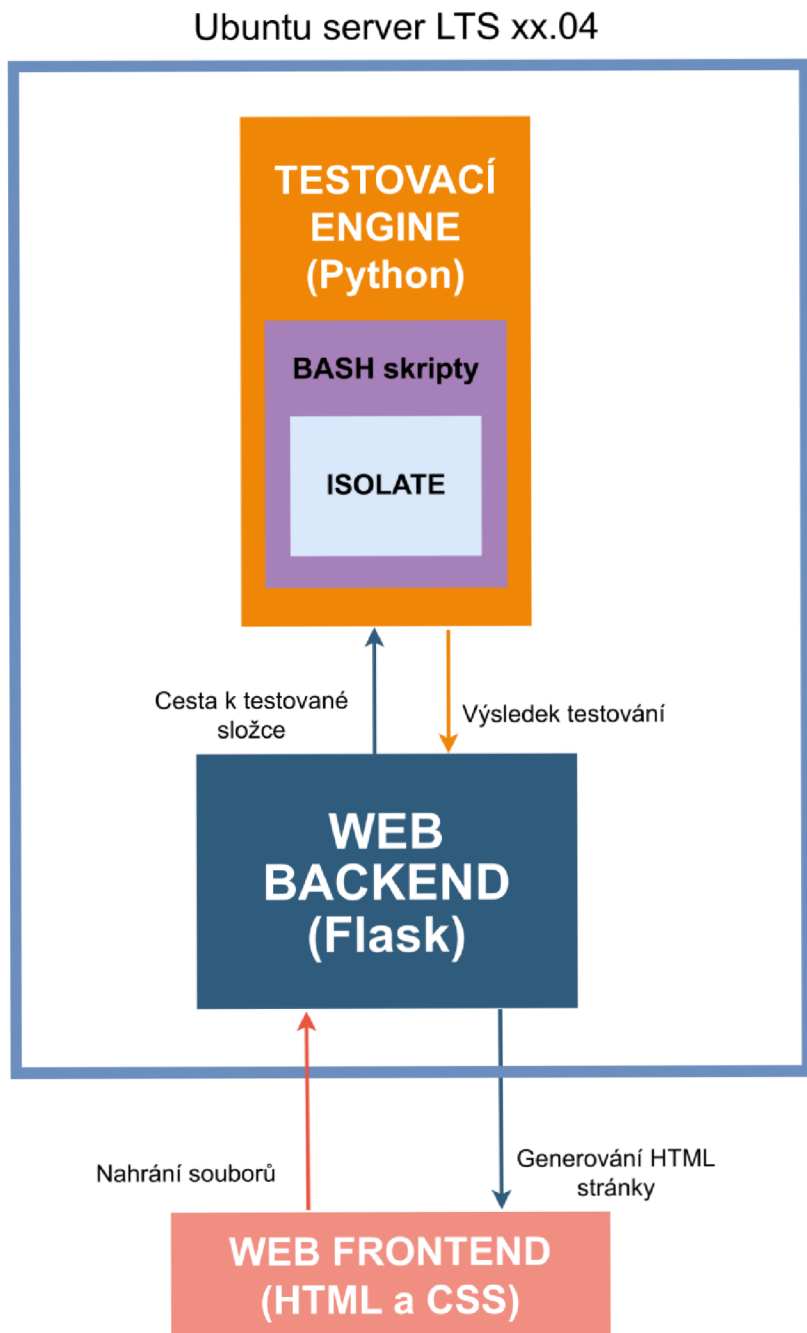 Ubuntu server LTS xx.04
TESTOVACÍ
ENGINE
(Python)
BASH skripty
ISOLATE
Cesta k testované
složce
Výsledek testování
WEB
BACKEND
(Flask)
Nahrání souborů
Generování HTML
stránky
WEB FRONTEND
(HTML a CSS)